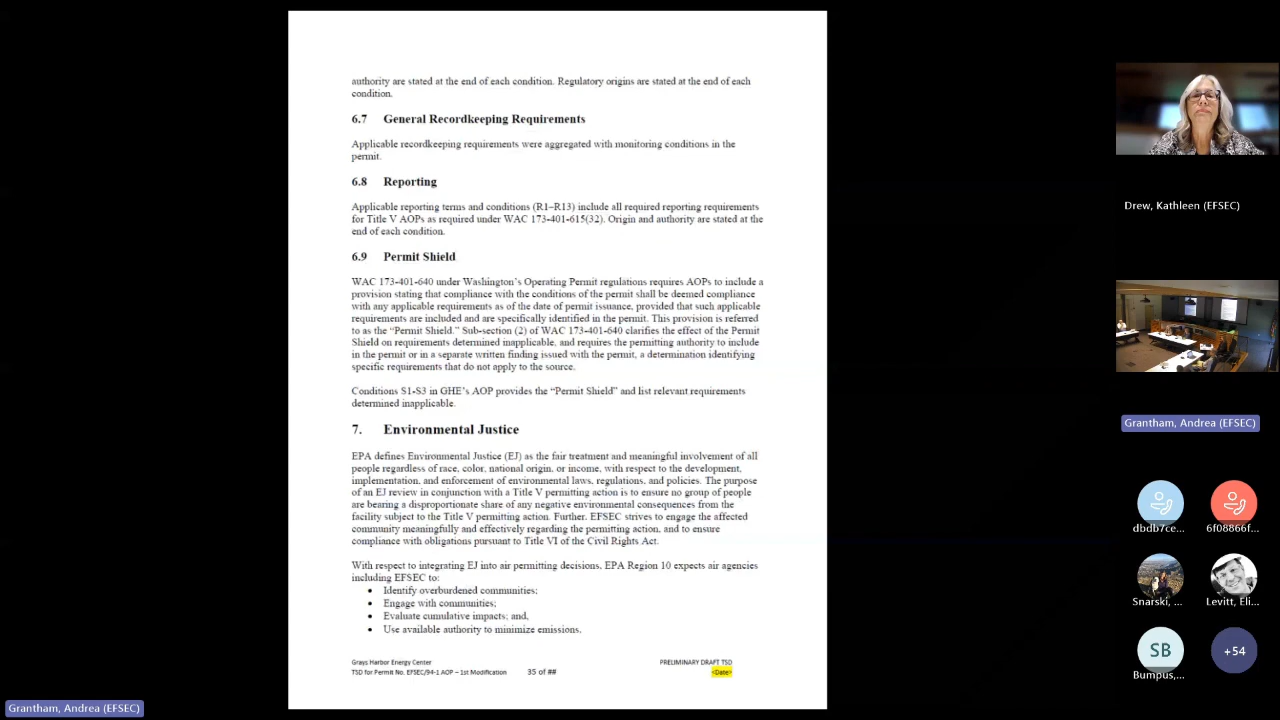 authority are stated at the end of each condition. Regulatory origins are stated at the end of each
condition.
6.7 General Recordkeeping Requirements
Applicable recordkeeping requirements were aggregated with monitoring conditions in the
permit.
6.8 Reporting
Applicable reporting terms and conditions (R1–R13) include all required reporting requirements
for Title V AOPs as required under WAC 173-401-615(32). Origin and authority are stated at the
end of each condition.
6.9 Permit Shield
WAC 173-401-640 under Washington's Operating Permit regulations requires AOPs to include a
provision stating that compliance with the conditions of the permit shall be deemed compliance
with any applicable requirements as of the date of permit issuance, provided that such applicable
requirements are included and are specifically identified in the permit. This provision is referred
to as the "Permit Shield." Sub-section (2) of WAC 173-401-640 clarifies the effect of the Permit
Shield on requirements determined inapplicable, and requires the permitting authority to include
in the permit or in a separate written finding issued with the permit, a determination identifying
specific requirements that do not apply to the source.
Conditions S1-S3 in GHE's AOP provides the "Permit Shield" and list relevant requirements
determined inapplicable.
7. Environmental Justice
EPA defines Environmental Justice (EJ) as the fair treatment and meaningful involvement of all
people regardless of race, color, national origin, or income, with respect to the development,
implementation, and enforcement of environmental laws, regulations, and policies. The purpose
of an EJ review in conjunction with a Title V permitting action is to ensure no group of people
are bearing a disproportionate share of any negative environmental consequences from the
facility subject to the Title V permitting action. Further, EFSEC strives to engage the affected
community meaningfully and effectively regarding the permitting action, and to ensure
compliance with obligations pursuant to Title VI of the Civil Rights Act.
With respect to integrating EJ into air permitting decisions, EPA Region 10 expects air agencies
including EFSEC to:
• Identify overburdened communities;
• Engage with communities;
• Evaluate cumulative impacts; and,
• Use available authority to minimize emissions.
Grays Harbor Energy Center PRELIMINARY DRAFT TSD
TSD for Permit No. EFSEC/94-1 AOP – 1st Modification 35 of ## <Date>
Drew, Kathleen (EFSEC)
Grantham, Andrea (EFSEC)
dbdb7ce... 6f08866f...
Snarski, ... Levitt, Eli...
SB +54
Bumpus,...
Grantham, Andrea (EFSEC)